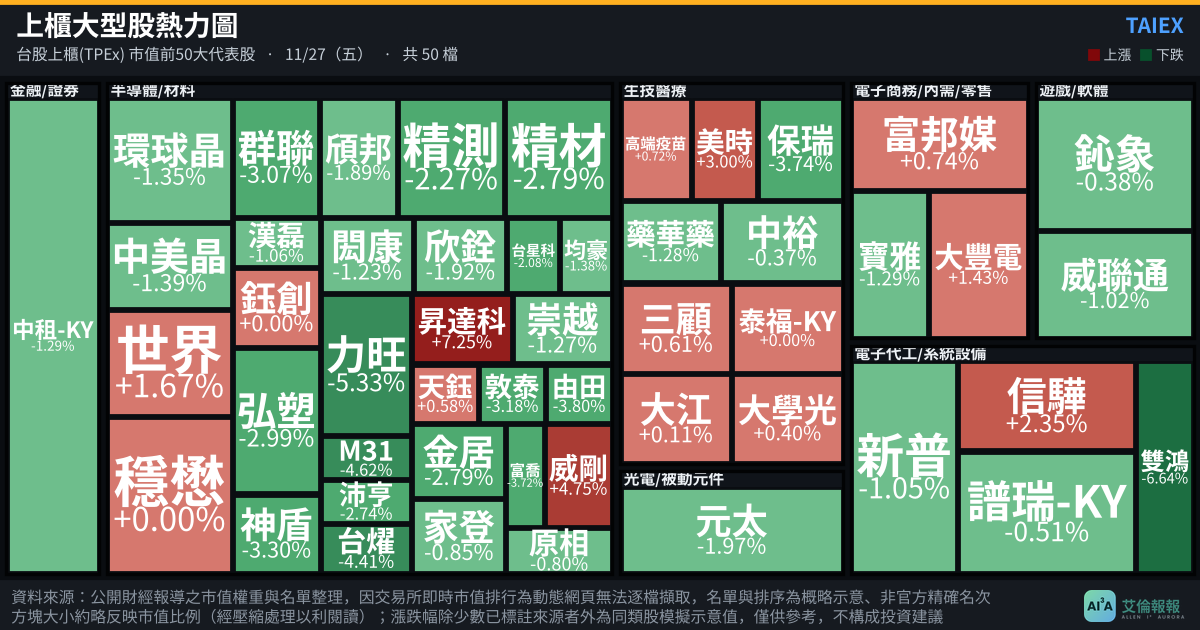 上櫃大型股熱力圖
TAIEX
台股上櫃(TPEx) 市值前50大代表股 · 11/27（五） · 共 50 檔
上漲 下跌
金融/證券
中租-KY
-1.29%
半導體/材料
環球晶
-1.35%
中美晶
-1.39%
世界
+1.67%
穩懋
+0.00%
群聯
-3.07%
漢磊
-1.06%
鈺創
+0.00%
弘塑
-2.99%
神盾
-3.30%
頎邦
-1.89%
精測
-2.27%
精材
-2.79%
閎康
-1.23%
欣銓
-1.92%
台星科
-2.08%
均豪
-1.38%
力旺
-5.33%
昇達科
+7.25%
崇越
-1.27%
天鈺
+0.58%
敦泰
-3.18%
由田
-3.80%
M31
-4.62%
沛亨
-2.74%
台燿
-4.41%
金居
-2.79%
家登
-0.85%
富喬
-3.72%
威剛
+4.75%
原相
-0.80%
生技醫療
高端疫苗
+0.72%
美時
+3.00%
保瑞
-3.74%
藥華藥
-1.28%
中裕
-0.37%
三顧
+0.61%
泰福-KY
+0.00%
大江
+0.11%
大學光
+0.40%
光電/被動元件
元太
-1.97%
電子商務/內需/零售
富邦媒
+0.74%
寶雅
-1.29%
大豐電
+1.43%
遊戲/軟體
鈊象
-0.38%
威聯通
-1.02%
電子代工/系統設備
新普
-1.05%
信驊
+2.35%
譜瑞-KY
-0.51%
雙鴻
-6.64%
資料來源：公開財經報導之市值權重與名單整理，因交易所即時市值排行為動態網頁無法逐檔擷取，名單與排序為概略示意、非官方精確名次
方塊大小約略反映市值比例（經壓縮處理以利閱讀）；漲跌幅除少數已標註來源者外為同類股模擬示意值，僅供參考，不構成投資建議
AI³A 艾倫報報
ALLEN I³ AURORA